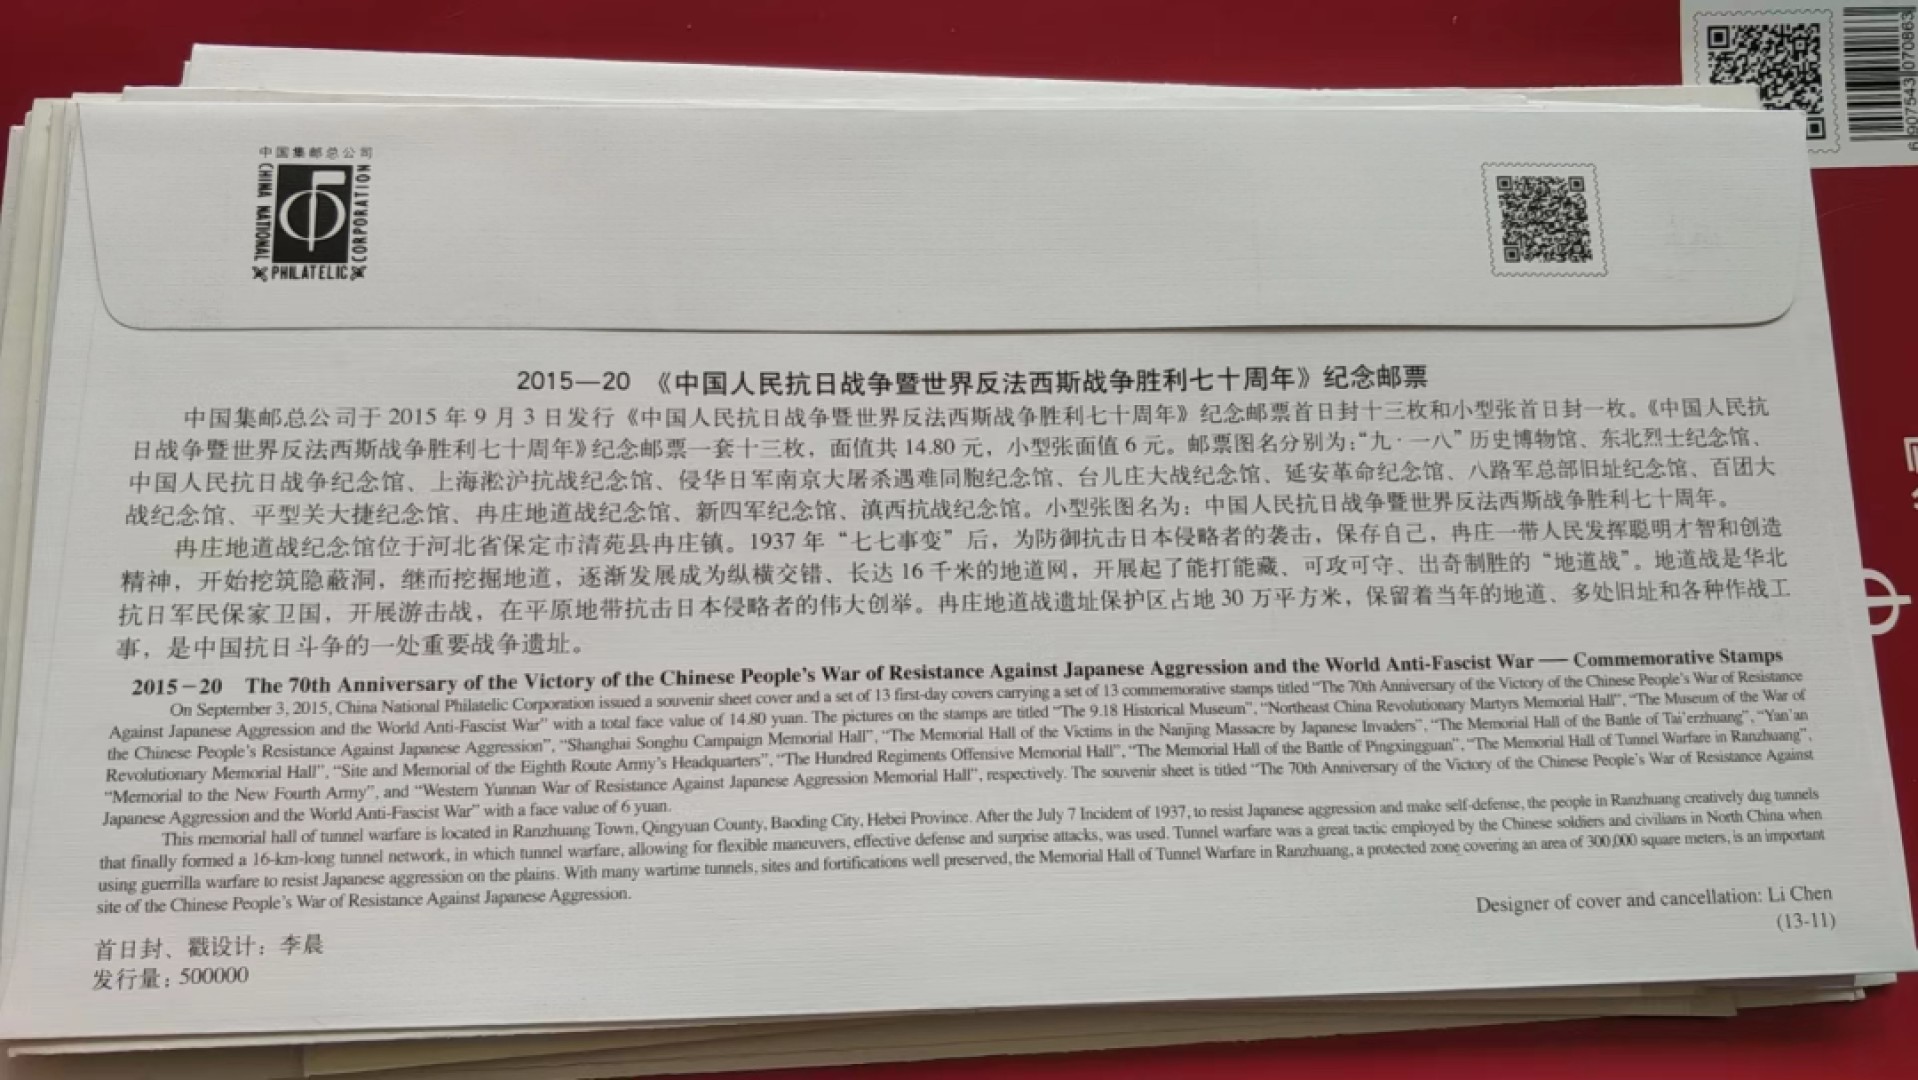 6 907543 070863
中国集邮总公司
CHINA NATIONAL
PHILATELIC
CORPORATION
2015—20 《中国人民抗日战争暨世界反法西斯战争胜利七十周年》纪念邮票
中国集邮总公司于 2015 年 9 月 3 日发行《中国人民抗日战争暨世界反法西斯战争胜利七十周年》纪念邮票首日封十三枚和小型张首日封一枚。《中国人民抗
日战争暨世界反法西斯战争胜利七十周年》纪念邮票一套十三枚，面值共 14.80 元，小型张面值 6 元。邮票图名分别为：“九·一八”历史博物馆、东北烈士纪念馆、
中国人民抗日战争纪念馆、上海淞沪抗战纪念馆、侵华日军南京大屠杀遇难同胞纪念馆、台儿庄大战纪念馆、延安革命纪念馆、八路军总部旧址纪念馆、百团大
战纪念馆、平型关大捷纪念馆、冉庄地道战纪念馆、新四军纪念馆、滇西抗战纪念馆。小型张图名为：中国人民抗日战争暨世界反法西斯战争胜利七十周年。
冉庄地道战纪念馆位于河北省保定市清苑县冉庄镇。1937 年“七七事变”后，为防御抗击日本侵略者的袭击，保存自己，冉庄一带人民发挥聪明才智和创造
精神，开始挖筑隐蔽洞，继而挖掘地道，逐渐发展成为纵横交错、长达 16 千米的地道网，开展起了能打能藏、可攻可守、出奇制胜的“地道战”。地道战是华北
抗日军民保家卫国，开展游击战，在平原地带抗击日本侵略者的伟大创举。冉庄地道战遗址保护区占地 30 万平方米，保留着当年的地道、多处旧址和各种作战工
事，是中国抗日斗争的一处重要战争遗址。
2015－20 The 70th Anniversary of the Victory of the Chinese People's War of Resistance Against Japanese Aggression and the World Anti-Fascist War — Commemorative Stamps
On September 3, 2015, China National Philatelic Corporation issued a souvenir sheet cover and a set of 13 first-day covers carrying a set of 13 commemorative stamps titled “The 70th Anniversary of the Victory of the Chinese People's War of Resistance
Against Japanese Aggression and the World Anti-Fascist War” with a total face value of 14.80 yuan. The pictures on the stamps are titled “The 9.18 Historical Museum”, “Northeast China Revolutionary Martyrs Memorial Hall”, “The Museum of the War of
the Chinese People's Resistance Against Japanese Aggression”, “Shanghai Songhu Campaign Memorial Hall”, “The Memorial Hall of the Victims in the Nanjing Massacre by Japanese Invaders”, “The Memorial Hall of the Battle of Tai'erzhuang”, “Yan'an
Revolutionary Memorial Hall”, “Site and Memorial of the Eighth Route Army's Headquarters”, “The Hundred Regiments Offensive Memorial Hall”, “The Memorial Hall of the Battle of Pingxingguan”, “The Memorial Hall of Tunnel Warfare in Ranzhuang”,
“Memorial to the New Fourth Army”, and “Western Yunnan War of Resistance Against Japanese Aggression Memorial Hall”, respectively. The souvenir sheet is titled “The 70th Anniversary of the Victory of the Chinese People's War of Resistance Against
Japanese Aggression and the World Anti-Fascist War” with a face value of 6 yuan.
This memorial hall of tunnel warfare is located in Ranzhuang Town, Qingyuan County, Baoding City, Hebei Province. After the July 7 Incident of 1937, to resist Japanese aggression and make self-defense, the people in Ranzhuang creatively dug tunnels
that finally formed a 16-km-long tunnel network, in which tunnel warfare, allowing for flexible maneuvers, effective defense and surprise attacks, was used. Tunnel warfare was a great tactic employed by the Chinese soldiers and civilians in North China when
using guerrilla warfare to resist Japanese aggression on the plains. With many wartime tunnels, sites and fortifications well preserved, the Memorial Hall of Tunnel Warfare in Ranzhuang, a protected zone covering an area of 300,000 square meters, is an important
site of the Chinese People's War of Resistance Against Japanese Aggression.
Designer of cover and cancellation: Li Chen
(13-11)
首日封、戳设计：李晨
发行量：500000